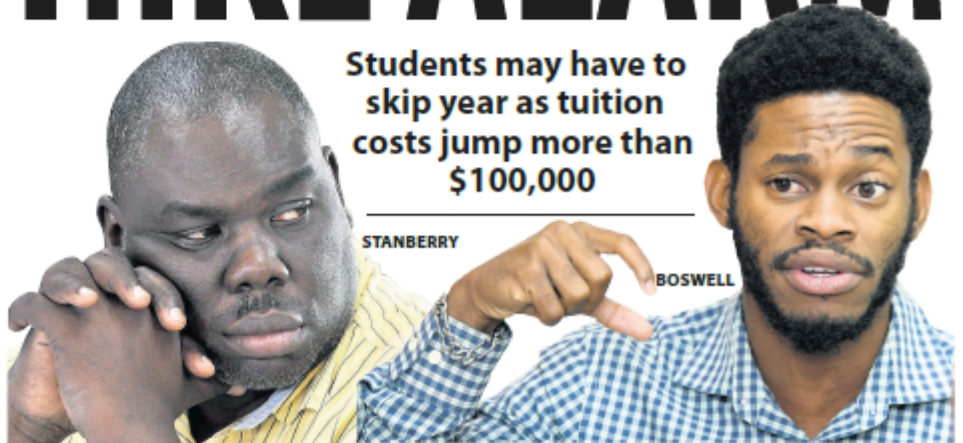 Students may have to
skip year as tuition
costs jump more than
$100,000
STANBERRY
BOSWELL